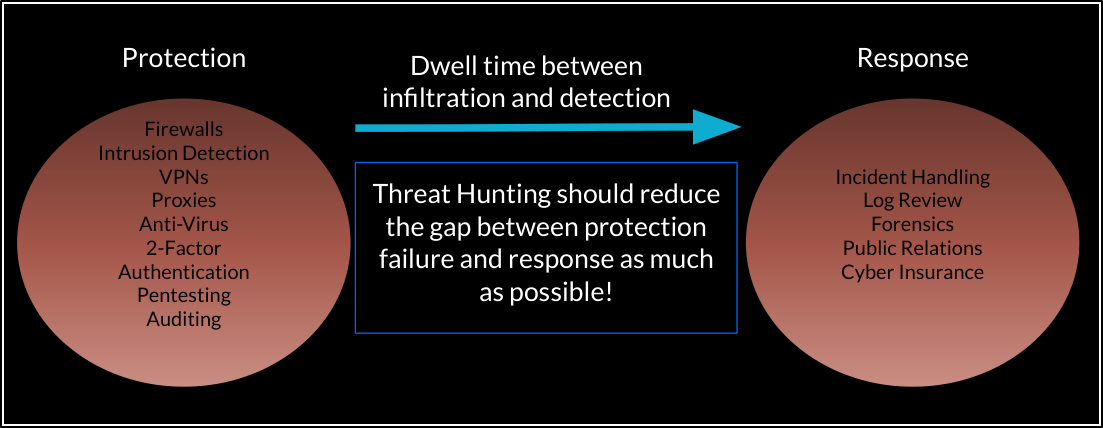 Protection
Firewalls
Intrusion Detection
VPNs
Proxies
Anti-Virus
2-Factor
Authentication
Pentesting
Auditing
Dwell time between
infiltration and detection
Threat Hunting should reduce
the gap between protection
failure and response as much
as possible!
Response
Incident Handling
Log Review
Forensics
Public Relations
Cyber Insurance